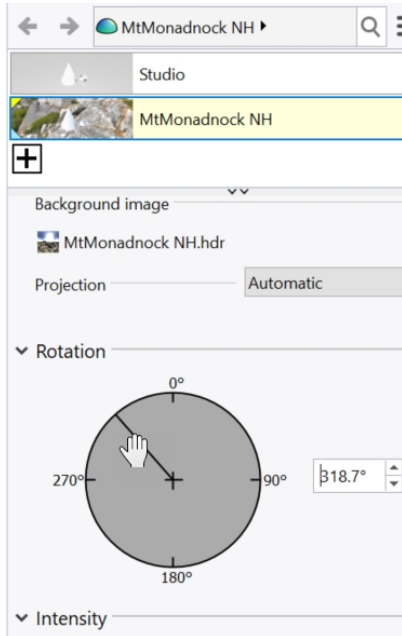 MtMonadnock NH
Studio
MtMonadnock NH
Background image
MtMonadnock NH.hdr
Projection Automatic
Rotation
0°
270° 90° 318.7°
180°
Intensity